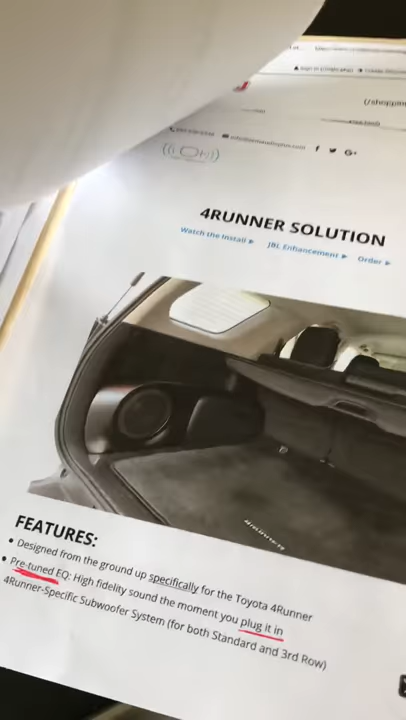 ((OH))
4RUNNER SOLUTION
Watch the Install ▸ JBL Enhancement ▸ Order ▸
FEATURES:
• Designed from the ground up specifically for the Toyota 4Runner
• Pre-tuned EQ: High fidelity sound the moment you plug it in
4Runner-Specific Subwoofer System (for both Standard and 3rd Row)